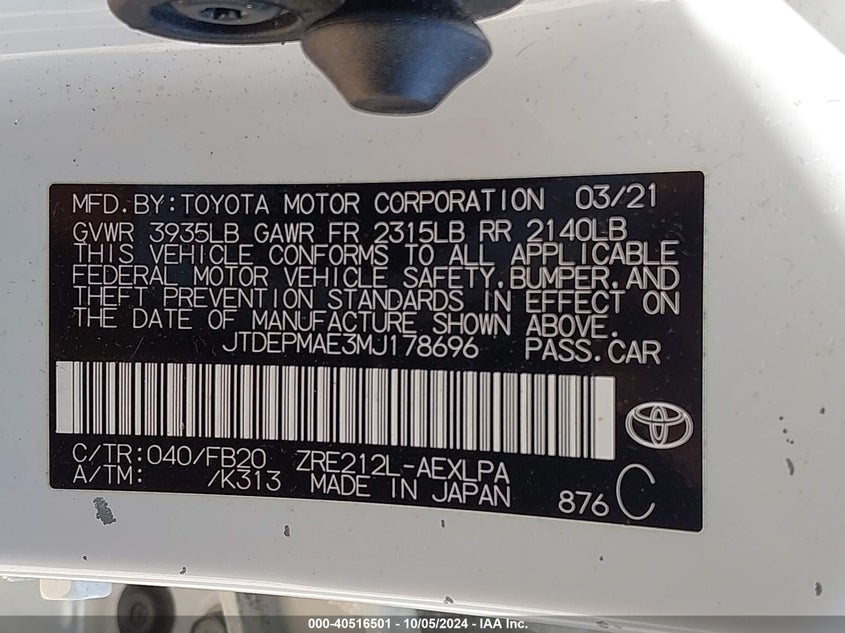 MFD.BY:TOYOTA MOTOR CORPORATION 03/21
GVWR 3935LB GAWR FR 2315LB RR 2140LB
THIS VEHICLE CONFORMS TO ALL APPLICABLE
FEDERAL MOTOR VEHICLE SAFETY,BUMPER,AND
THEFT PREVENTION STANDARDS IN EFFECT ON
THE DATE OF MANUFACTURE SHOWN ABOVE.
JTDEPMAE3MJ178696 PASS.CAR
C/TR:040/FB20 ZRE212L-AEXLPA
A/TM: /K313 MADE IN JAPAN 876 C
000-40516501 - 10/05/2024 - IAA Inc.